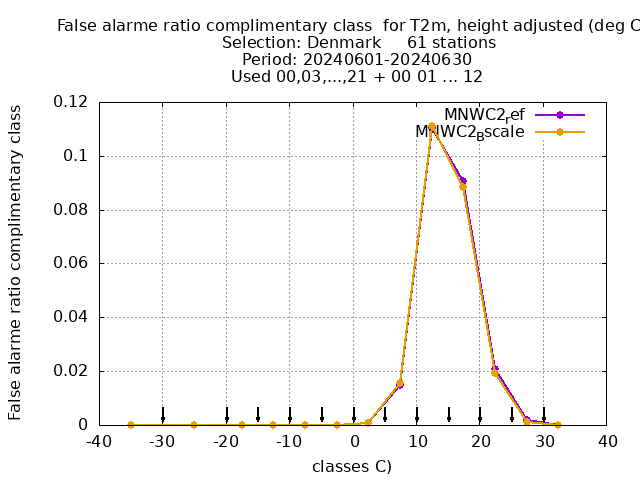 False alarme ratio complimentary class  for T2m, height adjusted (deg C
Selection: Denmark     61 stations
Period: 20240601-20240630
Used 00,03,...,21 + 00 01 ... 12
False alarme ratio complimentary class
0.12
0.1
0.08
0.06
0.04
0.02
0
MNWC2_ref
MNWC2_Bscale
-40 -30 -20 -10 0 10 20 30 40
classes C)